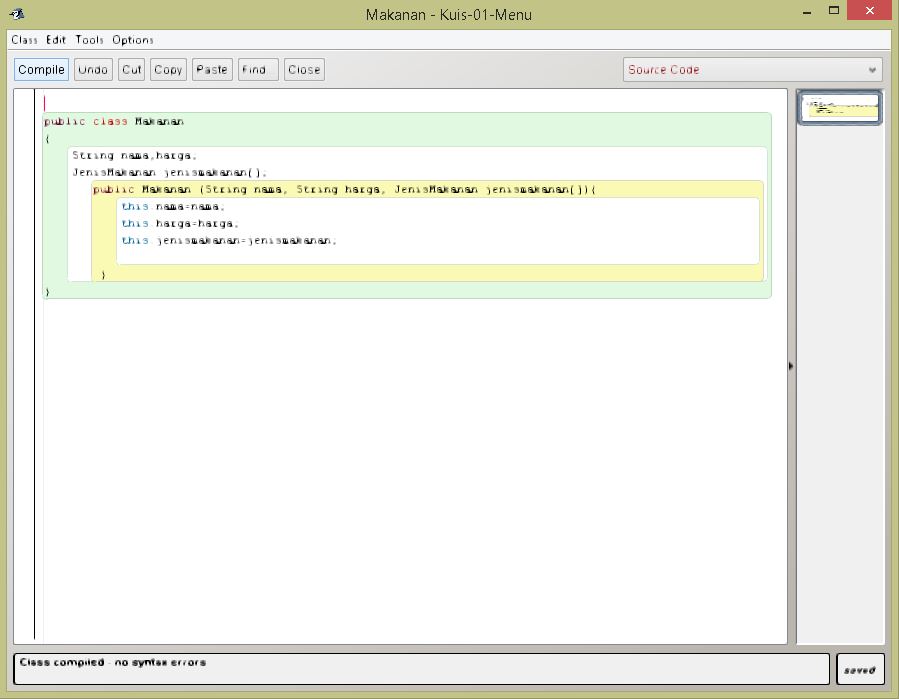 Makanan - Kuis-01-Menu
Class Edit Tools Options
Compile Undo Cut Copy Paste Find Close Source Code
public class Makanan
{
String nama,harga;
JenisMakanan jenismakanan[];
public Makanan (String nama, String harga, JenisMakanan jenismakanan[]){
this.nama=nama;
this.harga=harga;
this.jenismakanan=jenismakanan;
}
}
Class compiled - no syntax errors
saved